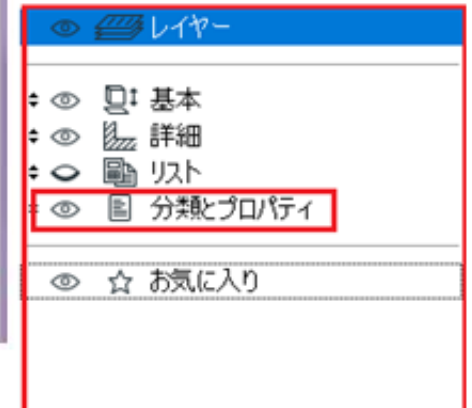 レイヤー
基本
詳細
リスト
分類とプロパティ
お気に入り